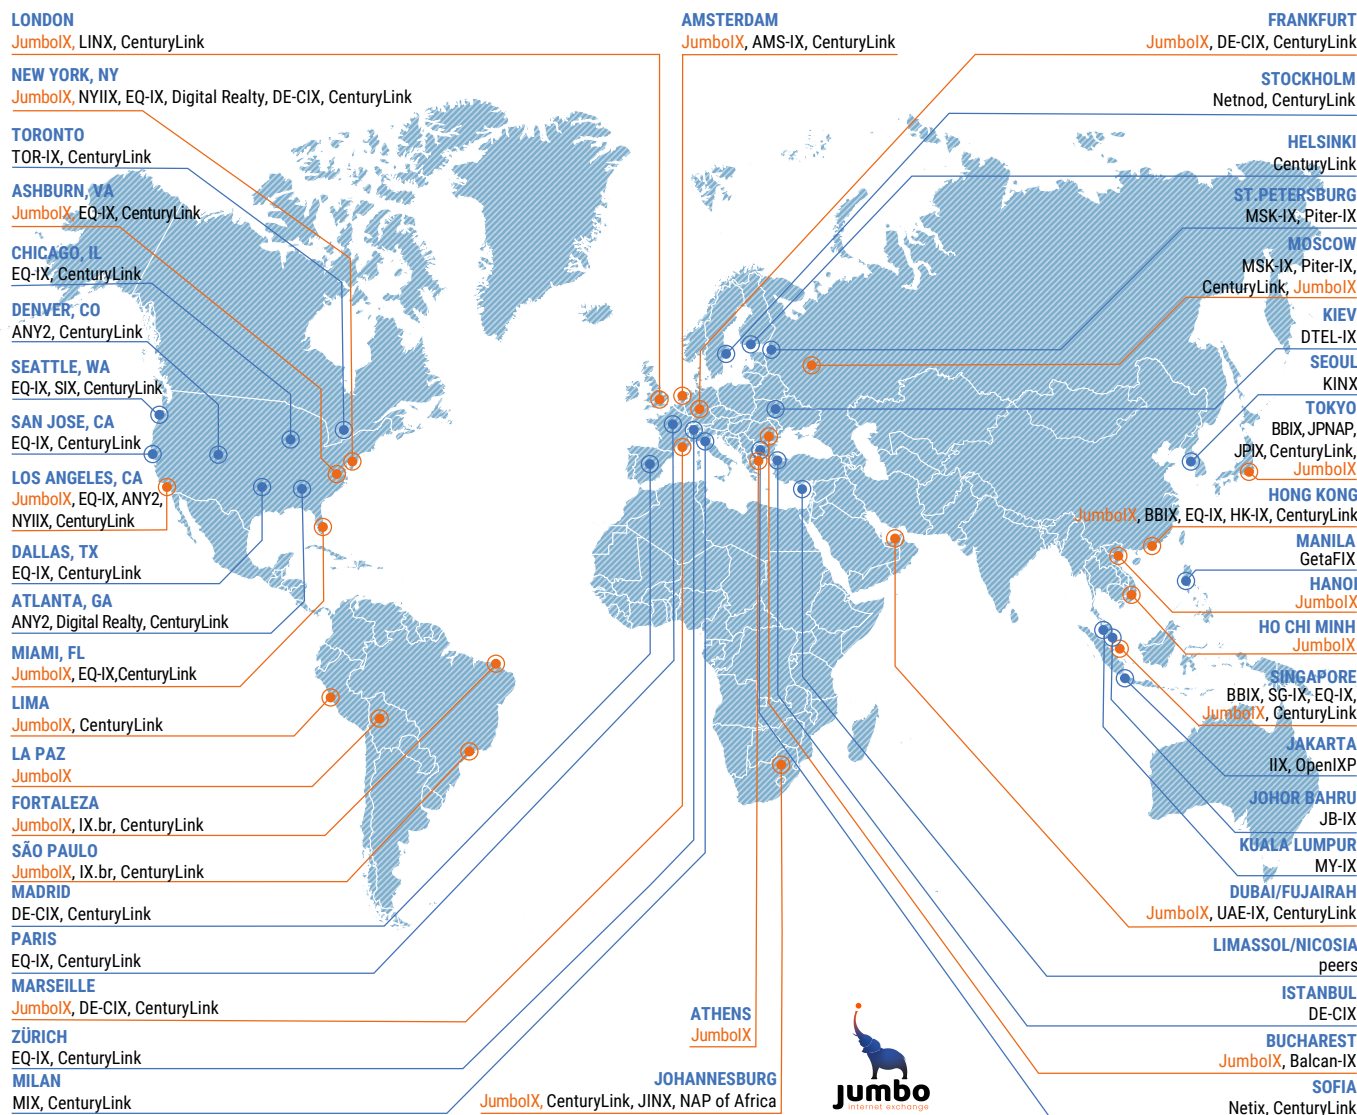 LONDON
JumboIX, LINX, CenturyLink
NEW YORK, NY
JumboIX, NYIIX, EQ-IX, Digital Realty, DE-CIX, CenturyLink
TORONTO
TOR-IX, CenturyLink
ASHBURN, VA
JumboIX, EQ-IX, CenturyLink
CHICAGO, IL
EQ-IX, CenturyLink
DENVER, CO
ANY2, CenturyLink
SEATTLE, WA
EQ-IX, SIX, CenturyLink
SAN JOSE, CA
EQ-IX, CenturyLink
LOS ANGELES, CA
JumboIX, EQ-IX, ANY2,
NYIIX, CenturyLink
DALLAS, TX
EQ-IX, CenturyLink
ATLANTA, GA
ANY2, Digital Realty, CenturyLink
MIAMI, FL
JumboIX, EQ-IX,CenturyLink
LIMA
JumboIX, CenturyLink
LA PAZ
JumboIX
FORTALEZA
JumboIX, IX.br, CenturyLink
SÃO PAULO
JumboIX, IX.br, CenturyLink
MADRID
DE-CIX, CenturyLink
PARIS
EQ-IX, CenturyLink
MARSEILLE
JumboIX, DE-CIX, CenturyLink
ZÜRICH
EQ-IX, CenturyLink
MILAN
MIX, CenturyLink
AMSTERDAM
JumboIX, AMS-IX, CenturyLink
ATHENS
JumboIX
JOHANNESBURG
JumboIX, CenturyLink, JINX, NAP of Africa
jumbo
internet exchange
FRANKFURT
JumboIX, DE-CIX, CenturyLink
STOCKHOLM
Netnod, CenturyLink
HELSINKI
CenturyLink
ST.PETERSBURG
MSK-IX, Piter-IX
MOSCOW
MSK-IX, Piter-IX,
CenturyLink, JumboIX
KIEV
DTEL-IX
SEOUL
KINX
TOKYO
BBIX, JPNAP,
JPIX, CenturyLink,
JumboIX
HONG KONG
JumboIX, BBIX, EQ-IX, HK-IX, CenturyLink
MANILA
GetaFIX
HANOI
JumboIX
HO CHI MINH
JumboIX
SINGAPORE
BBIX, SG-IX, EQ-IX,
JumboIX, CenturyLink
JAKARTA
IIX, OpenIXP
JOHOR BAHRU
JB-IX
KUALA LUMPUR
MY-IX
DUBAI/FUJAIRAH
JumboIX, UAE-IX, CenturyLink
LIMASSOL/NICOSIA
peers
ISTANBUL
DE-CIX
BUCHAREST
JumboIX, Balcan-IX
SOFIA
Netix, CenturyLink